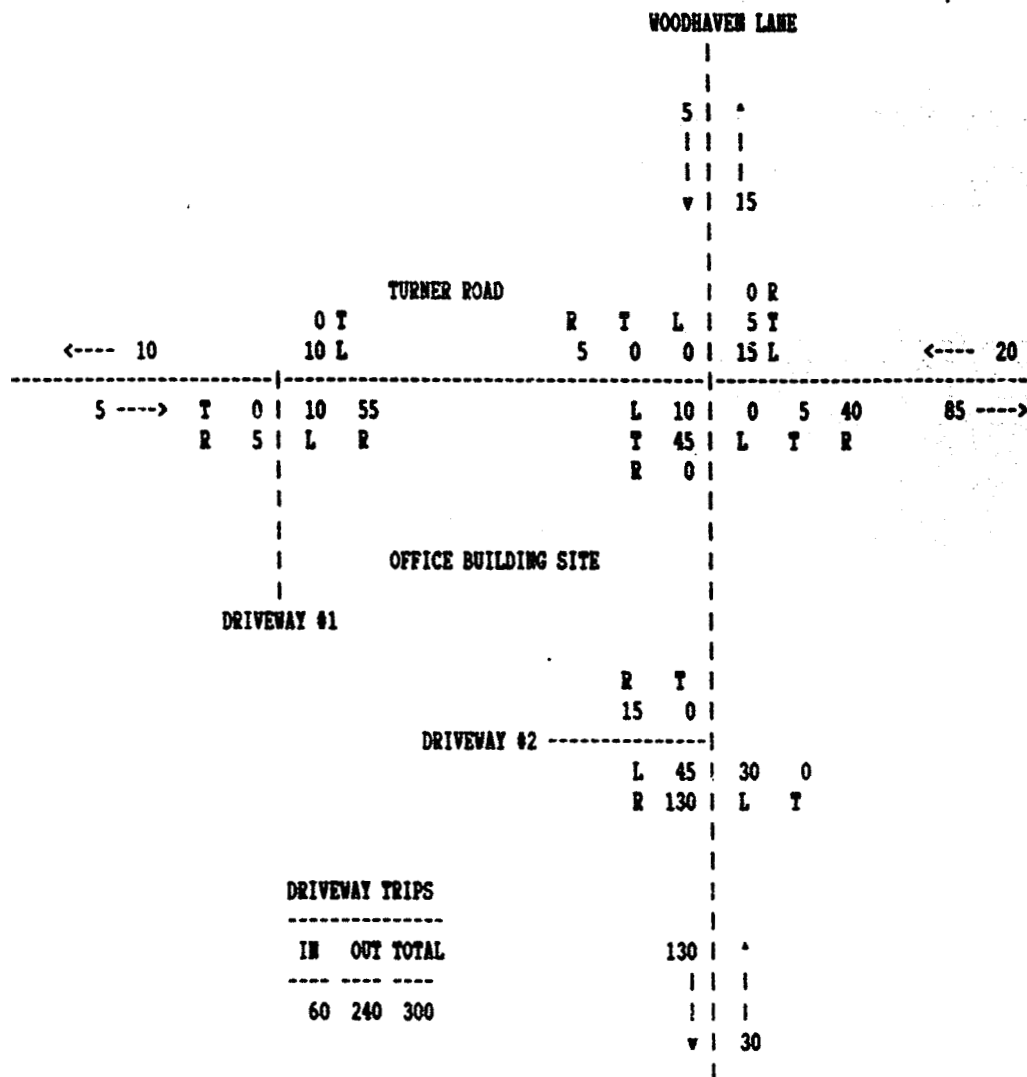 WOODHAVEN LANE
5
15
TURNER ROAD 0 R
0 T R T L 5 T
<---- 10 10 L 5 0 0 15 L <---- 20
5 ----> T 0 10 55 L 10 0 5 40 85 ---->
R 5 L R T 45 L T R
R 0
OFFICE BUILDING SITE
DRIVEWAY #1
R T
15 0
DRIVEWAY #2
L 45 30 0
R 130 L T
DRIVEWAY TRIPS
IN OUT TOTAL 130
60 240 300
30